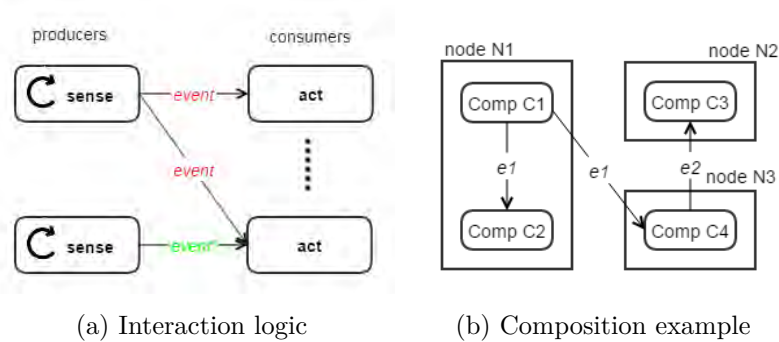 producers
consumers
sense
event
act
event
sense
event
act
(a) Interaction logic
node N1
node N2
Comp C1
Comp C3
e1
e1
e2
node N3
Comp C2
Comp C4
(b) Composition example